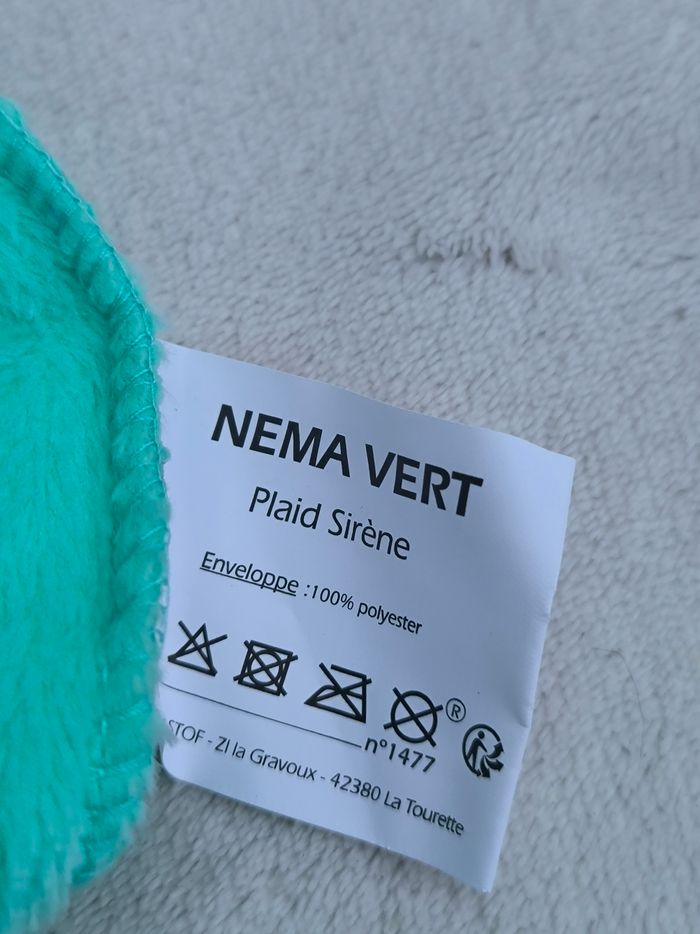 NEMA VERT
Plaid Sirène
Enveloppe :100% polyester
®
n°1477
STOF - ZI la Gravoux - 42380 La Tourette